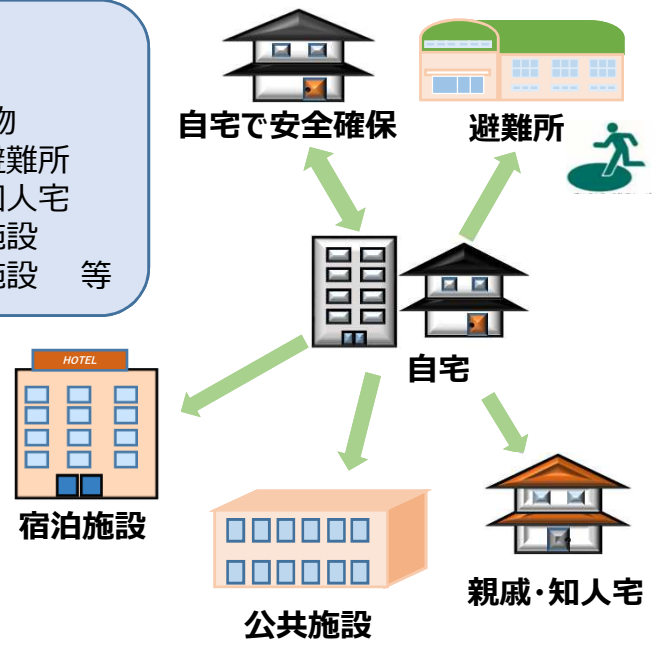 物
避難所
知人宅
施設
施設 等
自宅で安全確保
避難所
自宅
HOTEL
宿泊施設
親戚・知人宅
公共施設